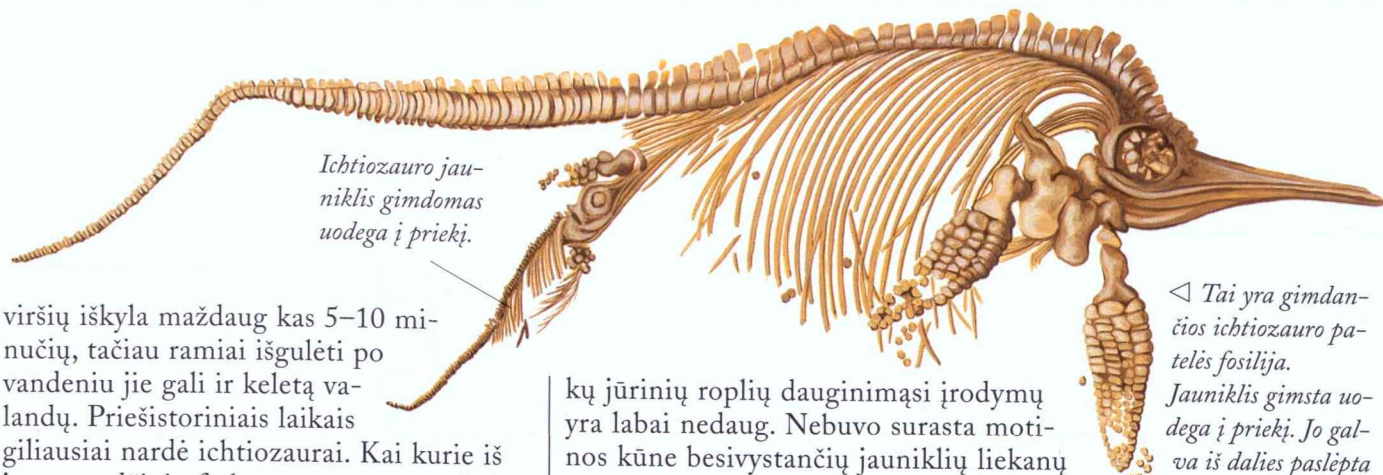 Ichtiozauro jau-
niklis gimdomas
uodega į priekį.
viršių iškyla maždaug kas 5–10 mi-
nučių, tačiau ramiai išgulėti po
vandeniu jie gali ir keletą va-
landų. Priešistoriniais laikais
giliausiai nardė ichtiozaurai. Kai kurie iš
kų jūrinių roplių dauginimąsi įrodymų
yra labai nedaug. Nebuvo surasta moti-
nos kūne besivystančių jauniklių liekanų
◁ Tai yra gimdan-
čios ichtiozauro pa-
telės fosilija.
Jauniklis gimsta uo-
dega į priekį. Jo gal-
va iš dalies paslėpta